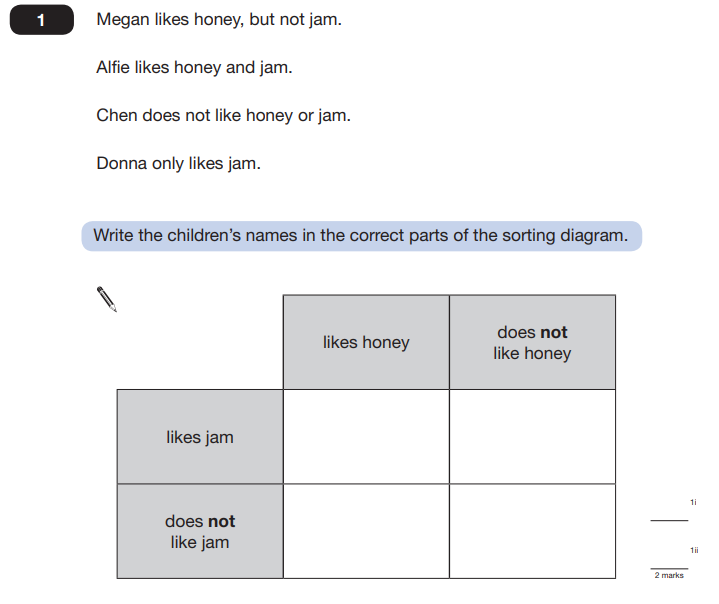 1
Megan likes honey, but not jam.
Alfie likes honey and jam.
Chen does not like honey or jam.
Donna only likes jam.
Write the children's names in the correct parts of the sorting diagram.
likes honey
does not
like honey
likes jam
does not
like jam
1i
1ii
2 marks